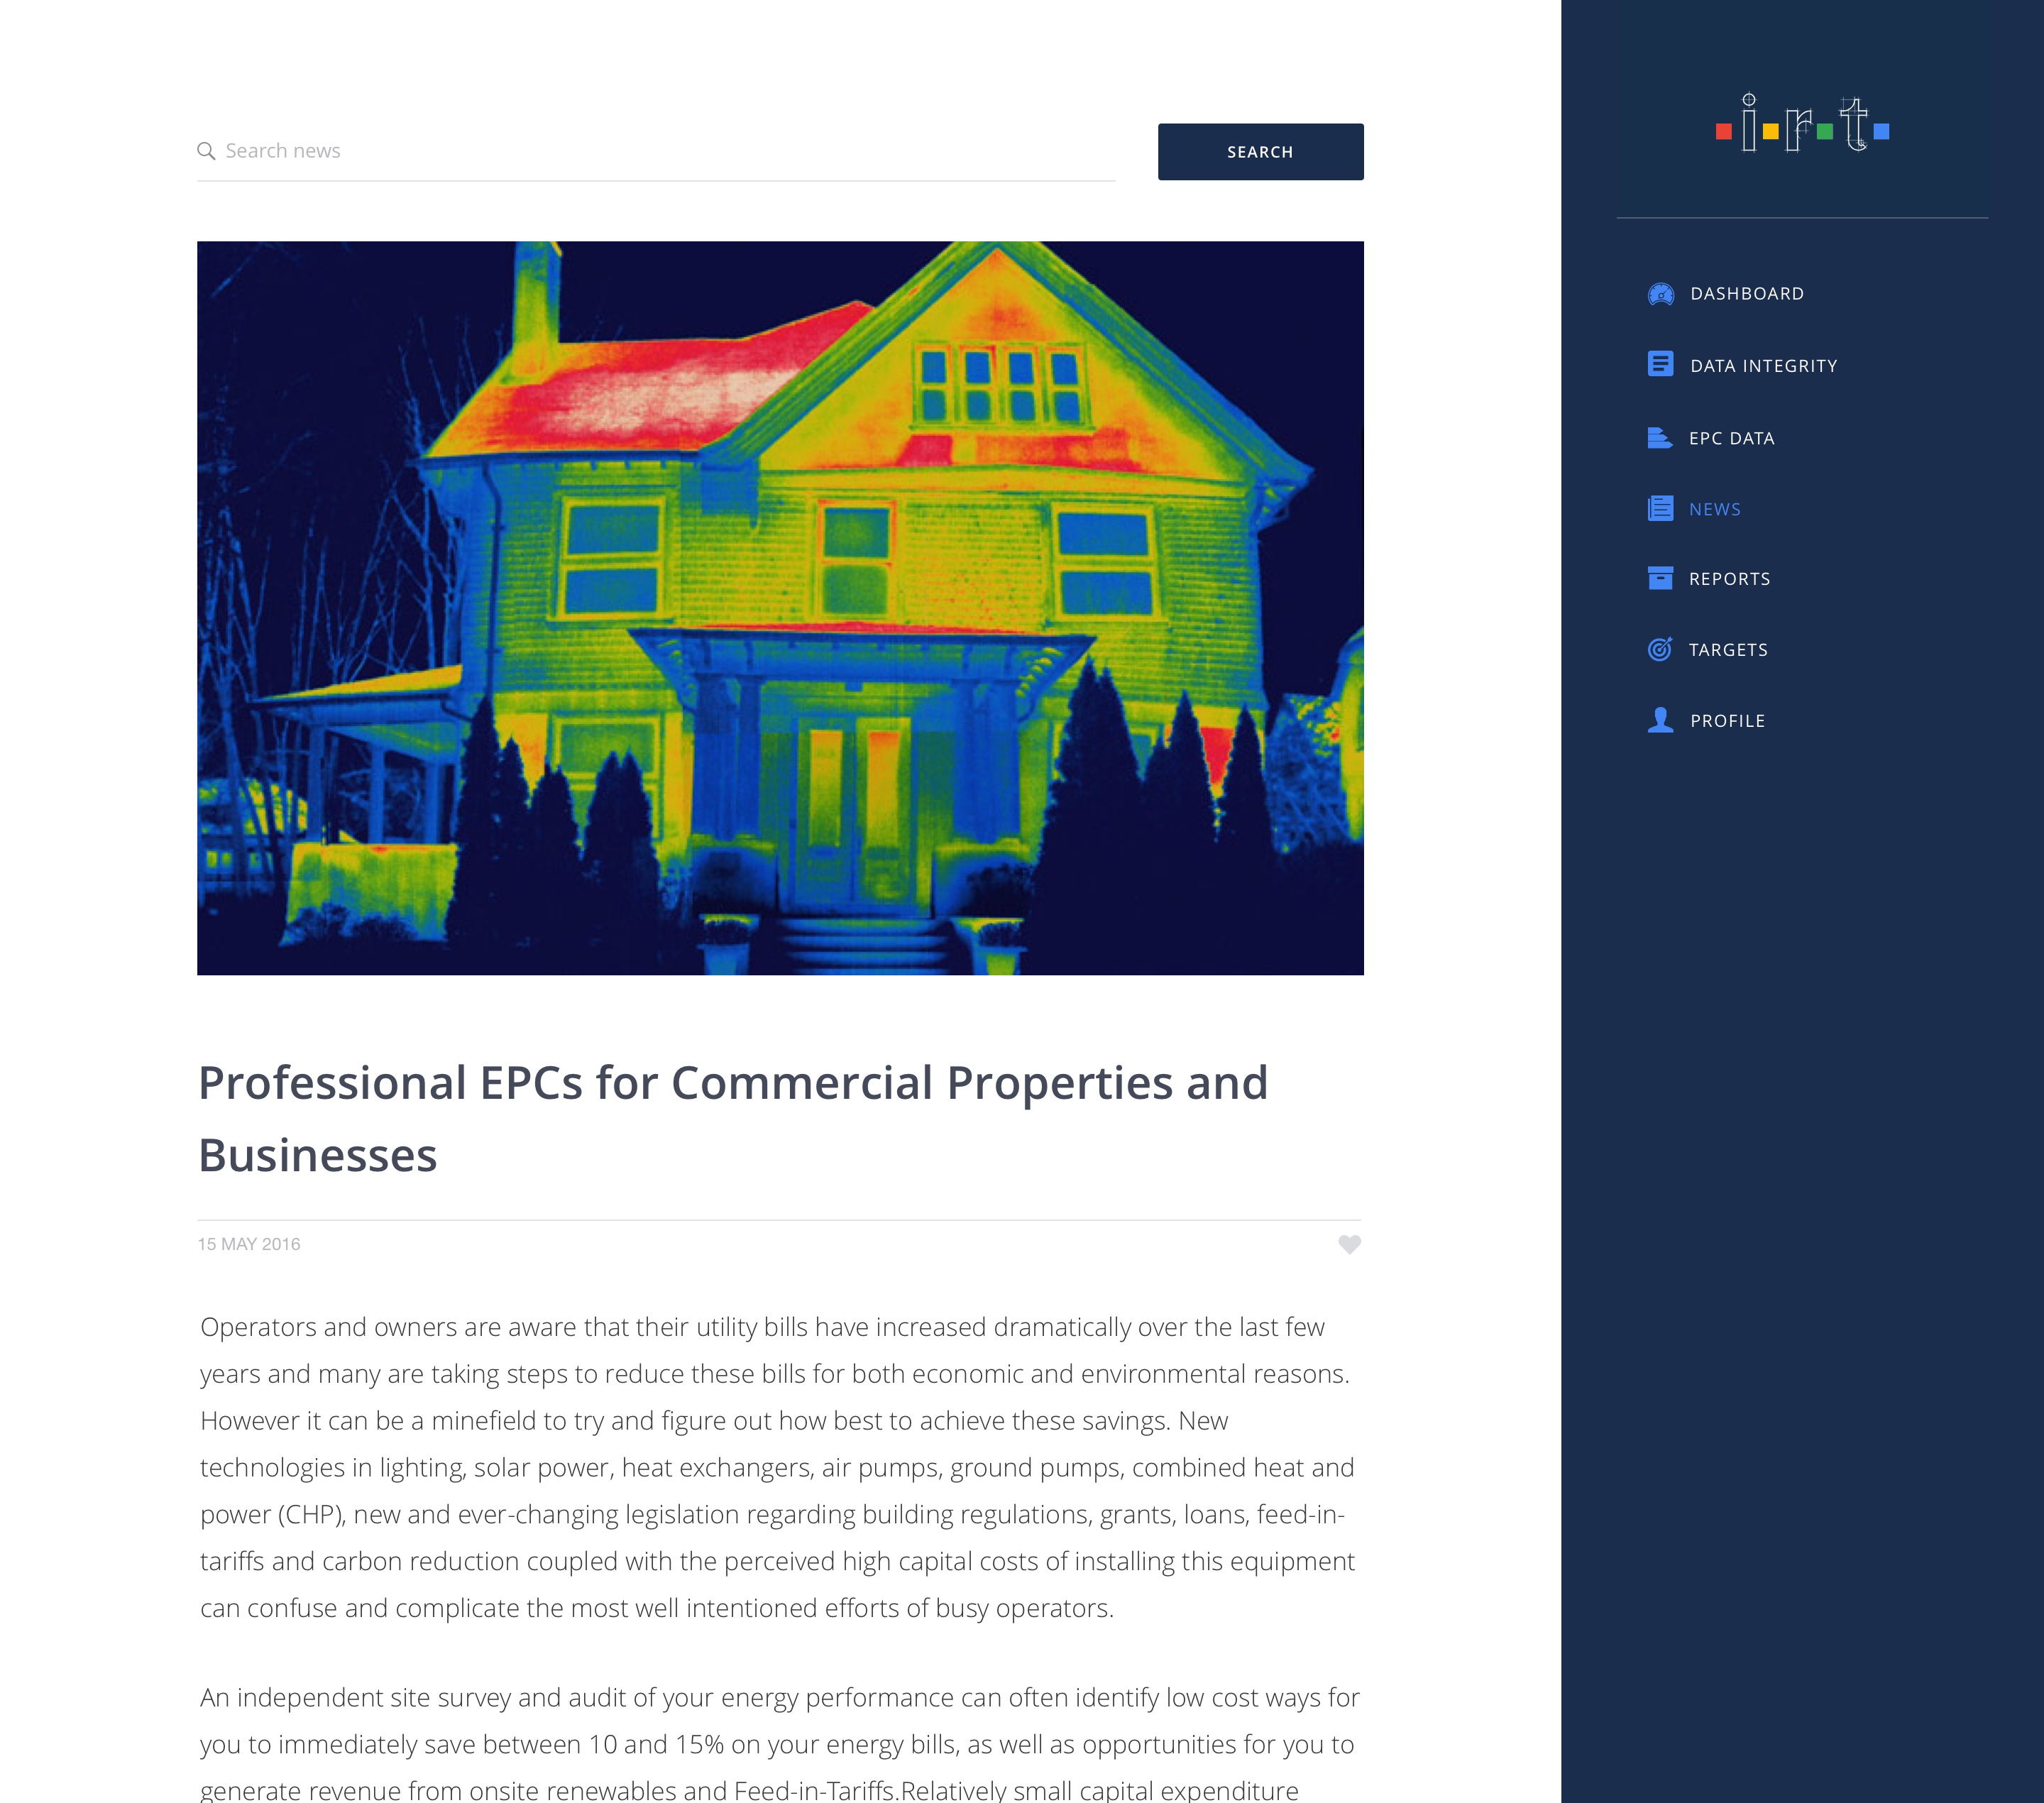 Search news
SEARCH
Professional EPCs for Commercial Properties and
Businesses
15 MAY 2016
Operators and owners are aware that their utility bills have increased dramatically over the last few
years and many are taking steps to reduce these bills for both economic and environmental reasons.
However it can be a minefield to try and figure out how best to achieve these savings. New
technologies in lighting, solar power, heat exchangers, air pumps, ground pumps, combined heat and
power (CHP), new and ever-changing legislation regarding building regulations, grants, loans, feed-in-
tariffs and carbon reduction coupled with the perceived high capital costs of installing this equipment
can confuse and complicate the most well intentioned efforts of busy operators.
An independent site survey and audit of your energy performance can often identify low cost ways for
you to immediately save between 10 and 15% on your energy bills, as well as opportunities for you to
generate revenue from onsite renewables and Feed-in-Tariffs.Relatively small capital expenditure
i r t
DASHBOARD
DATA INTEGRITY
EPC DATA
NEWS
REPORTS
TARGETS
PROFILE